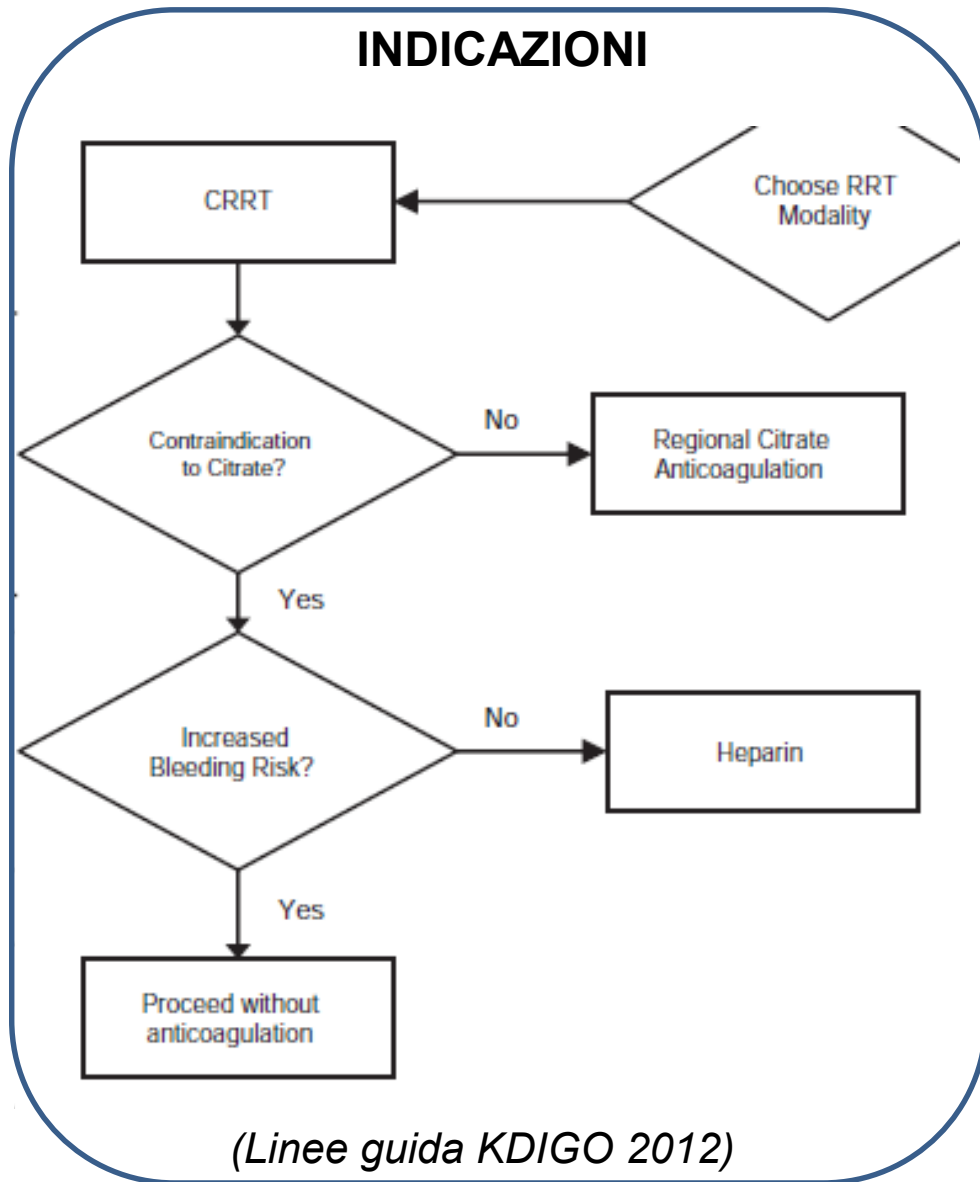 INDICAZIONI
Choose RRT
Modality
CRRT
Contraindication
to Citrate?
No
Regional Citrate
Anticoagulation
Yes
Increased
Bleeding Risk?
No
Heparin
Yes
Proceed without
anticoagulation
(Linee guida KDIGO 2012)